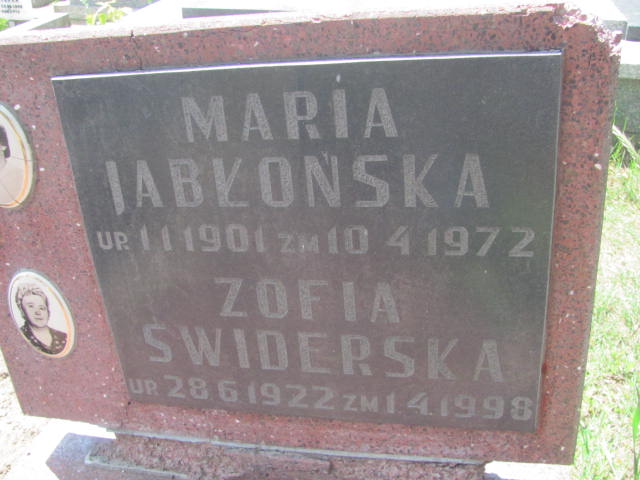 MARIA
JABŁOŃSKA
UR. 1 1 1901 ZM 10 4 1972
ZOFIA
ŚWIDERSKA
UR. 28 6 1922 ZM 1.4.1998